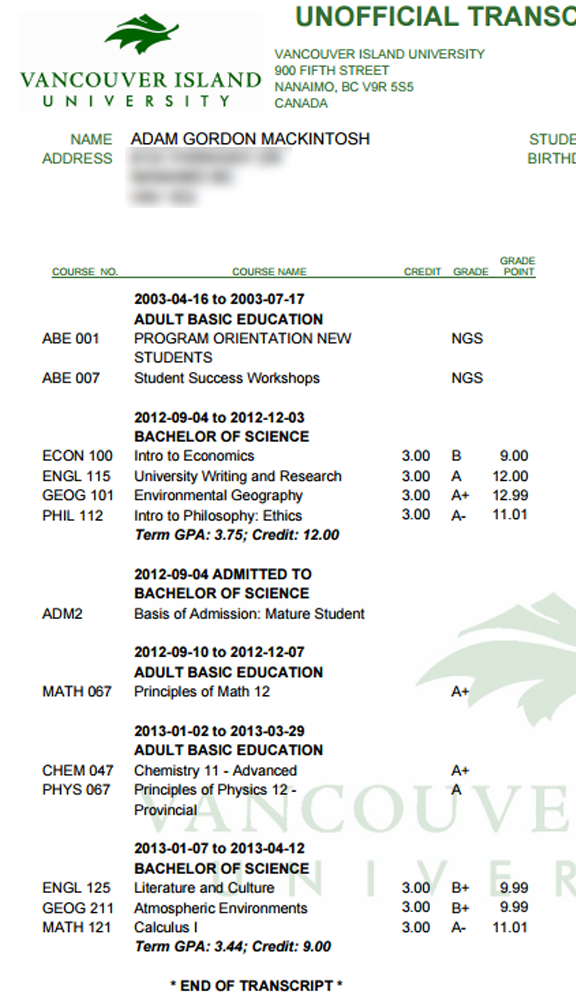 UNOFFICIAL TRANSC
VANCOUVER ISLAND
UNIVERSITY
VANCOUVER ISLAND UNIVERSITY
900 FIFTH STREET
NANAIMO, BC V9R 5S5
CANADA
NAME ADAM GORDON MACKINTOSH STUDE
ADDRESS BIRTHD
COURSE NO. COURSE NAME CREDIT GRADE GRADE POINT
2003-04-16 to 2003-07-17
ADULT BASIC EDUCATION
ABE 001 PROGRAM ORIENTATION NEW NGS
STUDENTS
ABE 007 Student Success Workshops NGS
2012-09-04 to 2012-12-03
BACHELOR OF SCIENCE
ECON 100 Intro to Economics 3.00 B 9.00
ENGL 115 University Writing and Research 3.00 A 12.00
GEOG 101 Environmental Geography 3.00 A+ 12.99
PHIL 112 Intro to Philosophy: Ethics 3.00 A- 11.01
Term GPA: 3.75; Credit: 12.00
2012-09-04 ADMITTED TO
BACHELOR OF SCIENCE
ADM2 Basis of Admission: Mature Student
2012-09-10 to 2012-12-07
ADULT BASIC EDUCATION
MATH 067 Principles of Math 12 A+
2013-01-02 to 2013-03-29
ADULT BASIC EDUCATION
CHEM 047 Chemistry 11 - Advanced A+
PHYS 067 Principles of Physics 12 - A
Provincial
VANCOUVE
2013-01-07 to 2013-04-12
BACHELOR OF SCIENCE
UNIVER
ENGL 125 Literature and Culture 3.00 B+ 9.99
GEOG 211 Atmospheric Environments 3.00 B+ 9.99
MATH 121 Calculus I 3.00 A- 11.01
Term GPA: 3.44; Credit: 9.00
* END OF TRANSCRIPT *